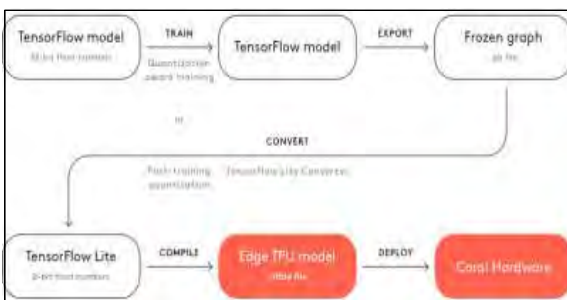 TensorFlow model
32-bit float numbers
TRAIN
Quantization
aware training
TensorFlow model
EXPORT
Frozen graph
.pb file
or
CONVERT
Post-training
quantization
TensorFlow Lite Converter
TensorFlow Lite
8-bit fixed numbers
COMPILE
Edge TPU model
.tflite file
DEPLOY
Coral Hardware